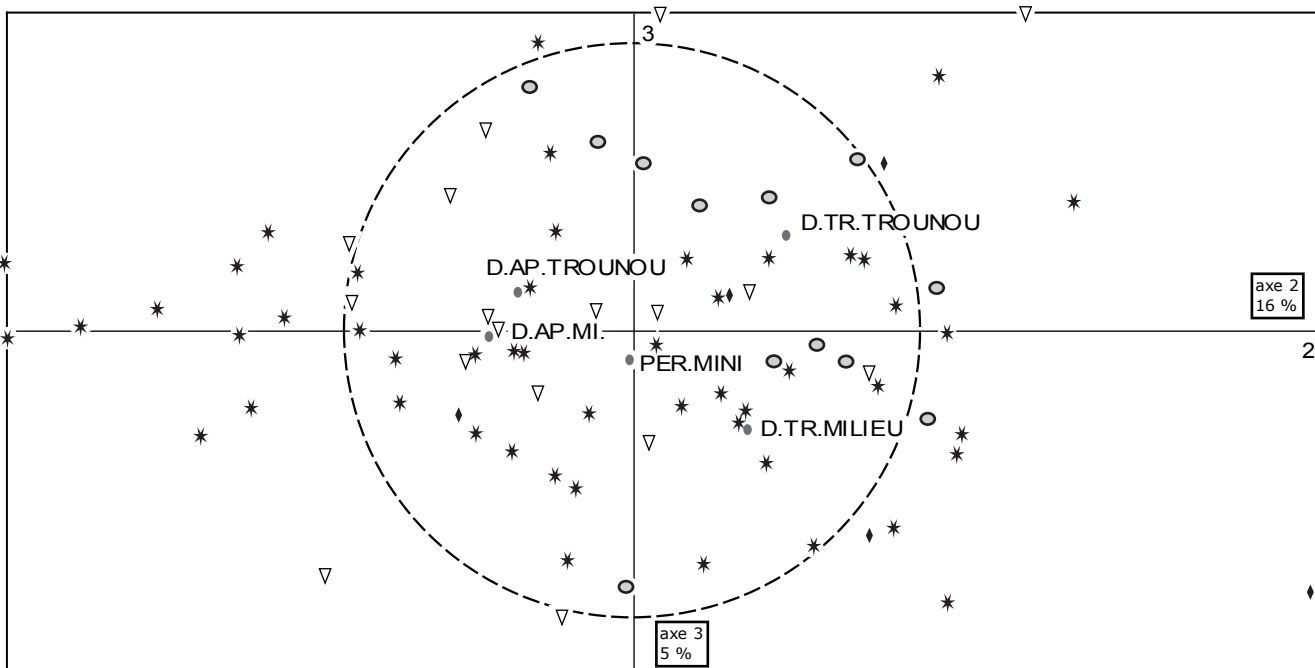 3
D.TR.TROUNOU
D.AP.TROUNOU
axe 2
16 %
D.AP.MI.
2
PER.MINI
D.TR.MILIEU
axe 3
5 %